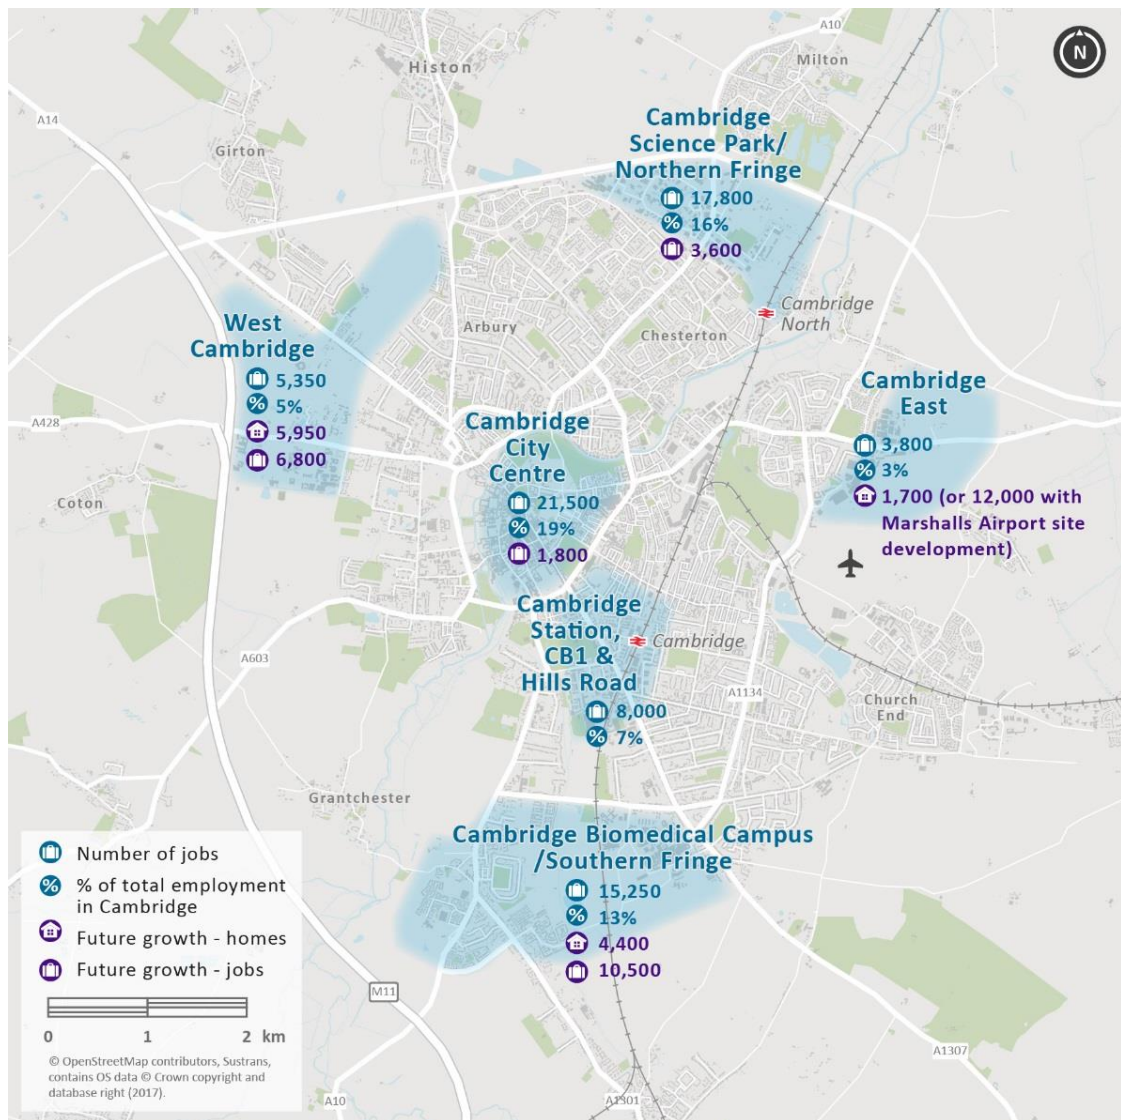 A10
Milton
N
Histon
A14
Girton
Cambridge
Science Park/
Northern Fringe
17,800
16%
3,600
Cambridge
North
Arbury
Chesterton
West
Cambridge
5,350
5%
5,950
6,800
A428
Coton
Cambridge
City
Centre
21,500
19%
1,800
Cambridge
East
3,800
3%
1,700 (or 12,000 with
Marshalls Airport site
development)
Cambridge
Station,
CB1 &
Hills Road
8,000
7%
Cambridge
A603
A1134
Church
End
Grantchester
Cambridge Biomedical Campus
/Southern Fringe
15,250
13%
4,400
10,500
Number of jobs
% % of total employment
in Cambridge
Future growth - homes
Future growth - jobs
0 1 2 km
© OpenStreetMap contributors, Sustrans,
contains OS data © Crown copyright and
database right (2017).
M11
A10
A1301
A1307